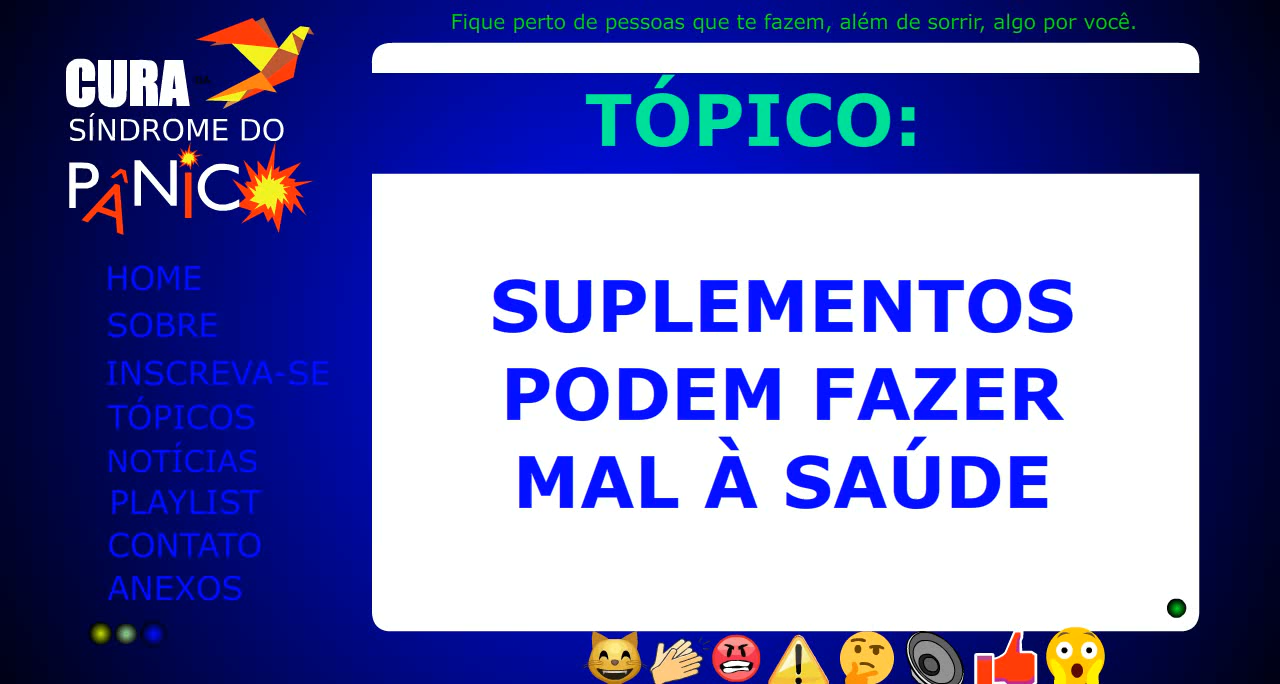 Fique perto de pessoas que te fazem, além de sorrir, algo por você.
CURA
SÍNDROME DO
PÂNICO
HOME
SOBRE
INSCREVA-SE
TÓPICOS
NOTÍCIAS
PLAYLIST
CONTATO
ANEXOS
TÓPICO:
SUPLEMENTOS
PODEM FAZER
MAL À SAÚDE